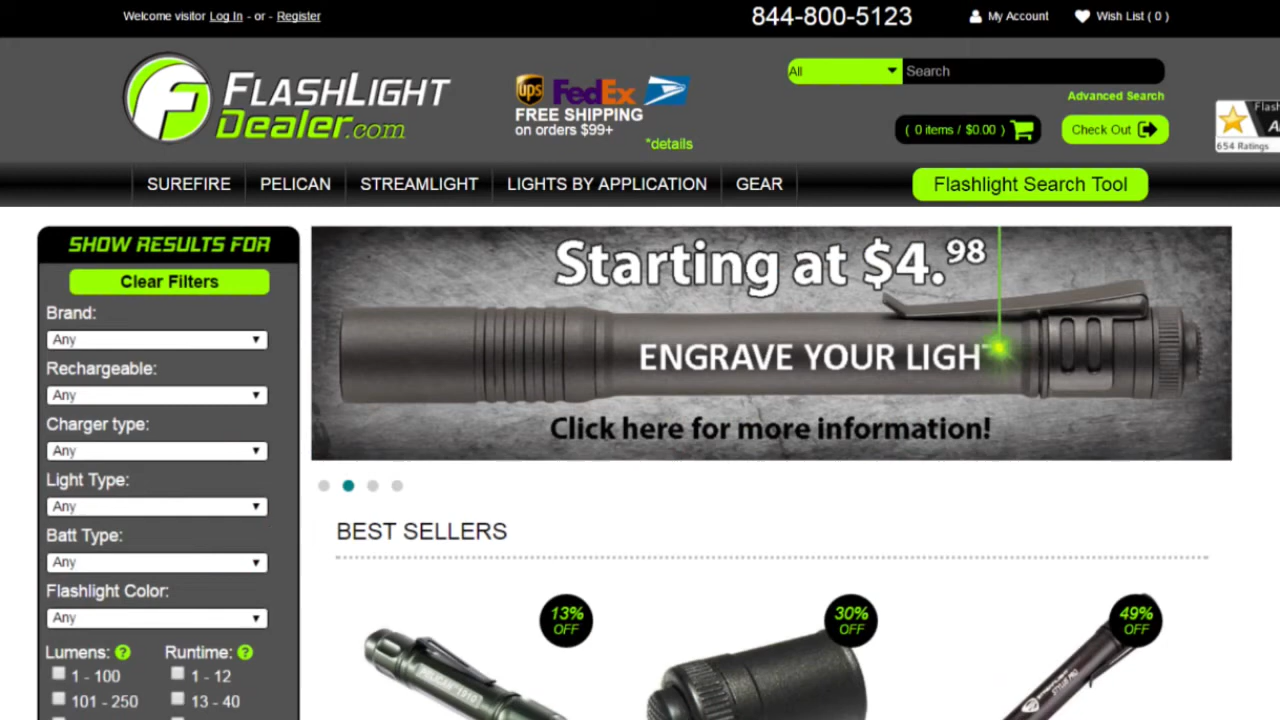 Welcome visitor Log In - or - Register
844-800-5123
My Account
Wish List ( 0 )
FLASHLIGHT
Dealer.com
ups FedEx
FREE SHIPPING
on orders $99+
*details
All
Search
Advanced Search
( 0 items / $0.00 )
Check Out
Flash
A
654 Ratings
SUREFIRE
PELICAN
STREAMLIGHT
LIGHTS BY APPLICATION
GEAR
Flashlight Search Tool
SHOW RESULTS FOR
Clear Filters
Brand:
Any
Rechargeable:
Any
Charger type:
Any
Light Type:
Any
Batt Type:
Any
Flashlight Color:
Any
Lumens: ?
Runtime: ?
1 - 100
1 - 12
101 - 250
13 - 40
Starting at $4.98
ENGRAVE YOUR LIGH
Click here for more information!
BEST SELLERS
13%
OFF
30%
OFF
49%
OFF
PELICAN 1910
STYLUS PRO